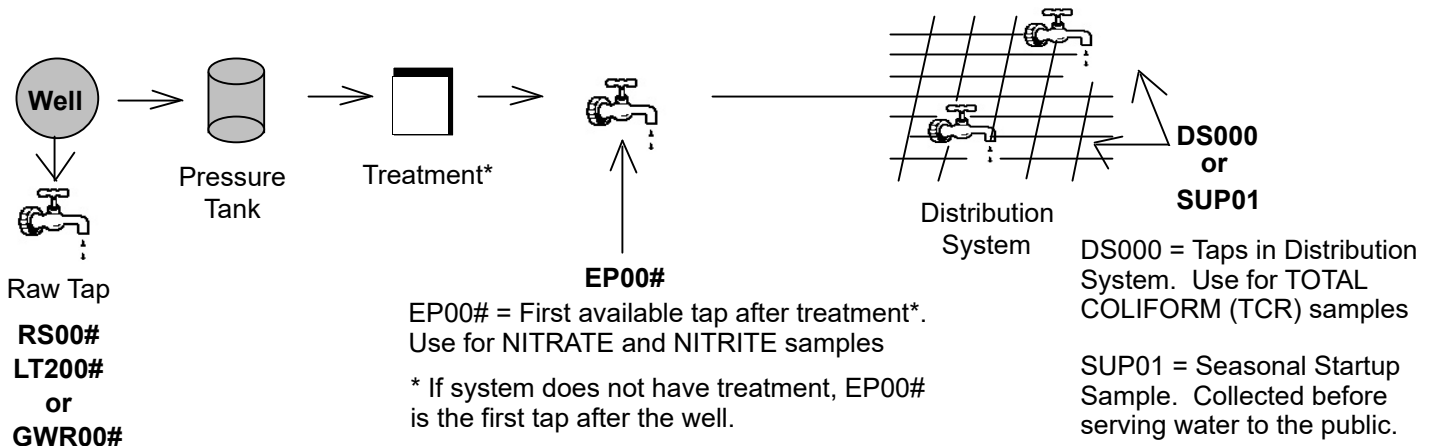 Well
Pressure
Tank
Treatment*
Raw Tap
RS00#
LT200#
or
GWR00#
EP00#
EP00# = First available tap after treatment*.
Use for NITRATE and NITRITE samples
* If system does not have treatment, EP00#
is the first tap after the well.
Distribution
System
DS000
or
SUP01
DS000 = Taps in Distribution
System. Use for TOTAL
COLIFORM (TCR) samples
SUP01 = Seasonal Startup
Sample. Collected before
serving water to the public.